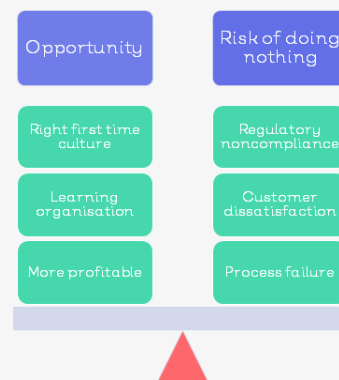 Opportunity
Risk of doing
nothing
Right first time
culture
Regulatory
noncompliance
Learning
organisation
Customer
dissatisfaction
More profitable
Process failure